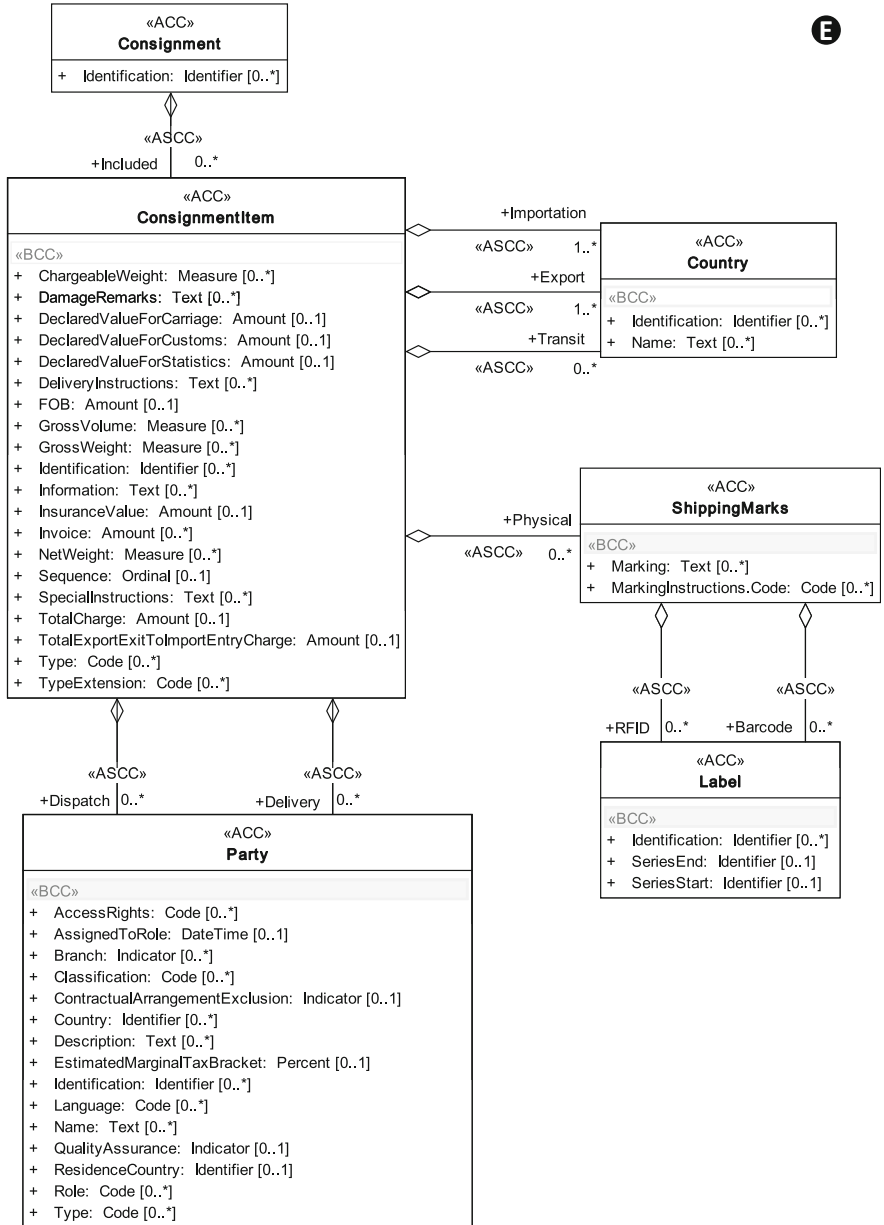 E
«ACC»
Consignment
+ Identification: Identifier [0..*]
«ASCC»
+Included 0..*
«ACC»
ConsignmentItem
«BCC»
+ ChargeableWeight: Measure [0..*]
+ DamageRemarks: Text [0..*]
+ DeclaredValueForCarriage: Amount [0..1]
+ DeclaredValueForCustoms: Amount [0..1]
+ DeclaredValueForStatistics: Amount [0..1]
+ DeliveryInstructions: Text [0..*]
+ FOB: Amount [0..1]
+ GrossVolume: Measure [0..*]
+ GrossWeight: Measure [0..*]
+ Identification: Identifier [0..*]
+ Information: Text [0..*]
+ InsuranceValue: Amount [0..1]
+ Invoice: Amount [0..*]
+ NetWeight: Measure [0..*]
+ Sequence: Ordinal [0..1]
+ SpecialInstructions: Text [0..*]
+ TotalCharge: Amount [0..1]
+ TotalExportExitToImportEntryCharge: Amount [0..1]
+ Type: Code [0..*]
+ TypeExtension: Code [0..*]
+Importation
«ASCC» 1..*
+Export
«ASCC» 1..*
+Transit
«ASCC» 0..*
«ACC»
Country
«BCC»
+ Identification: Identifier [0..*]
+ Name: Text [0..*]
+Physical
«ASCC» 0..*
«ACC»
ShippingMarks
«BCC»
+ Marking: Text [0..*]
+ MarkingInstructions.Code: Code [0..*]
«ASCC» «ASCC»
+RFID 0..* +Barcode 0..*
«ACC»
Label
«BCC»
+ Identification: Identifier [0..*]
+ SeriesEnd: Identifier [0..1]
+ SeriesStart: Identifier [0..1]
«ASCC» «ASCC»
+Dispatch 0..* +Delivery 0..*
«ACC»
Party
«BCC»
+ AccessRights: Code [0..*]
+ AssignedToRole: DateTime [0..1]
+ Branch: Indicator [0..*]
+ Classification: Code [0..*]
+ ContractualArrangementExclusion: Indicator [0..1]
+ Country: Identifier [0..*]
+ Description: Text [0..*]
+ EstimatedMarginalTaxBracket: Percent [0..1]
+ Identification: Identifier [0..*]
+ Language: Code [0..*]
+ Name: Text [0..*]
+ QualityAssurance: Indicator [0..1]
+ ResidenceCountry: Identifier [0..1]
+ Role: Code [0..*]
+ Type: Code [0..*]